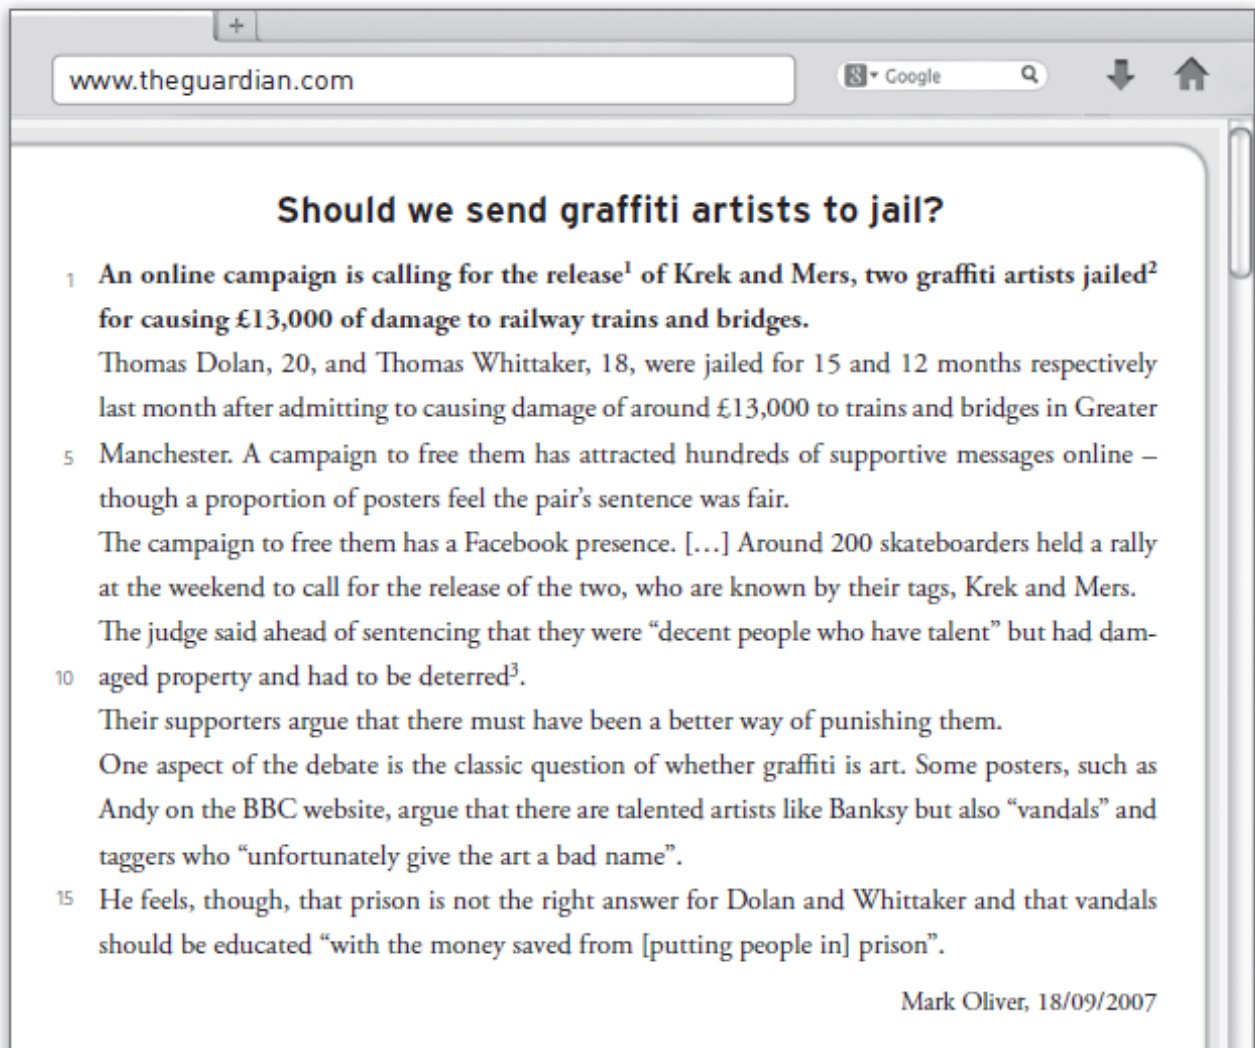 +
www.theguardian.com
8 Google
Should we send graffiti artists to jail?
1 An online campaign is calling for the release¹ of Krek and Mers, two graffiti artists jailed²
for causing £13,000 of damage to railway trains and bridges.
Thomas Dolan, 20, and Thomas Whittaker, 18, were jailed for 15 and 12 months respectively
last month after admitting to causing damage of around £13,000 to trains and bridges in Greater
5 Manchester. A campaign to free them has attracted hundreds of supportive messages online –
though a proportion of posters feel the pair's sentence was fair.
The campaign to free them has a Facebook presence. […] Around 200 skateboarders held a rally
at the weekend to call for the release of the two, who are known by their tags, Krek and Mers.
The judge said ahead of sentencing that they were “decent people who have talent” but had dam-
10 aged property and had to be deterred³.
Their supporters argue that there must have been a better way of punishing them.
One aspect of the debate is the classic question of whether graffiti is art. Some posters, such as
Andy on the BBC website, argue that there are talented artists like Banksy but also “vandals” and
taggers who “unfortunately give the art a bad name”.
15 He feels, though, that prison is not the right answer for Dolan and Whittaker and that vandals
should be educated “with the money saved from [putting people in] prison”.
Mark Oliver, 18/09/2007